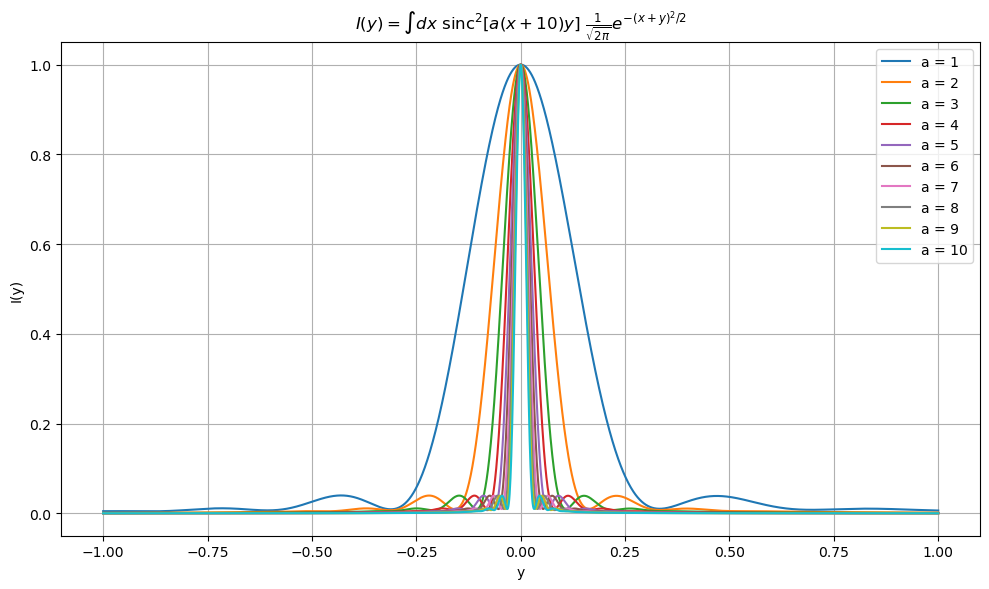 I(y) = ∫dx sinc²[a(x + 10)y] 1/√2π e^−(x+y)²/2
1.0
0.8
0.6
0.4
0.2
0.0
I(y)
a = 1
a = 2
a = 3
a = 4
a = 5
a = 6
a = 7
a = 8
a = 9
a = 10
−1.00 −0.75 −0.50 −0.25 0.00 0.25 0.50 0.75 1.00
y